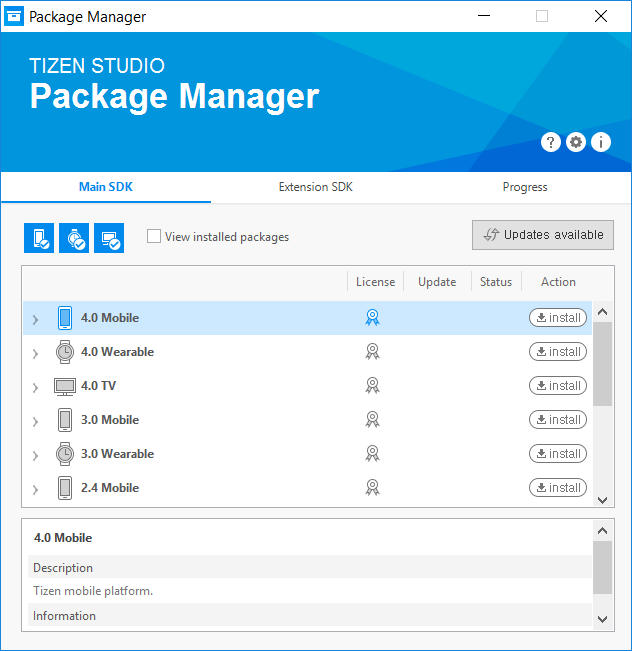 Package Manager
TIZEN STUDIO
Package Manager
? i
Main SDK Extension SDK Progress
View installed packages Updates available
License Update Status Action
4.0 Mobile install
4.0 Wearable install
4.0 TV install
3.0 Mobile install
3.0 Wearable install
2.4 Mobile install
4.0 Mobile
Description
Tizen mobile platform.
Information